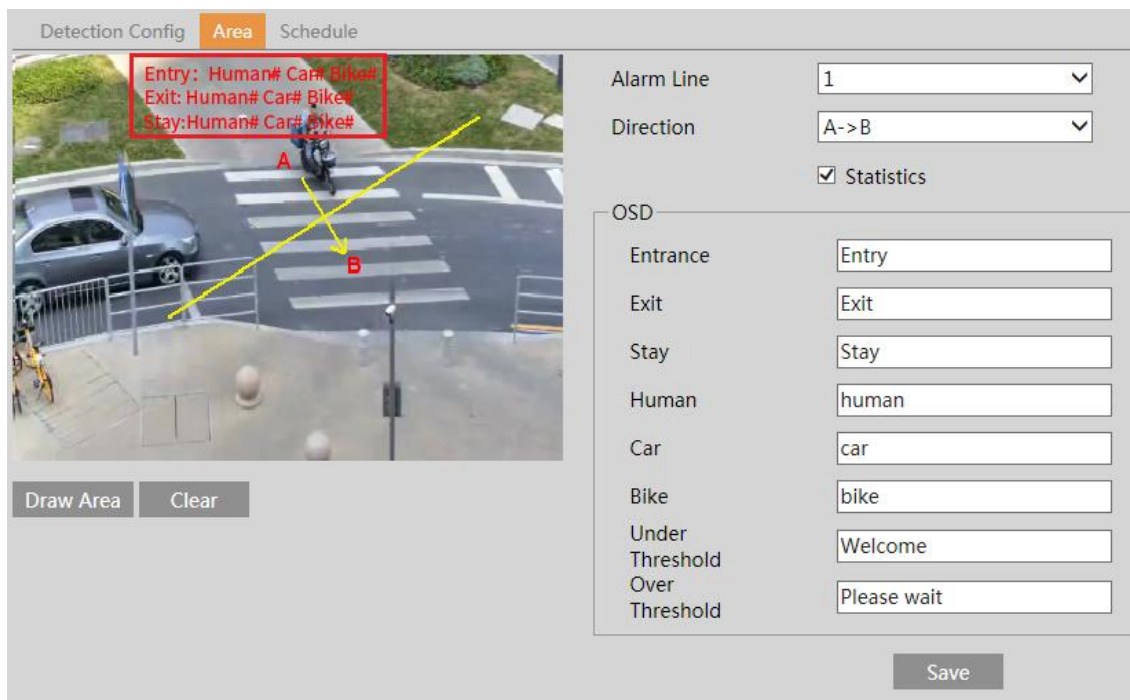 Detection Config Area Schedule
Entry: Human# Car# Bike#
Exit: Human# Car# Bike#
Stay:Human# Car# Bike#
A
B
Draw Area Clear
Alarm Line 1
Direction A->B
Statistics
OSD
Entrance Entry
Exit Exit
Stay Stay
Human human
Car car
Bike bike
Under
Threshold Welcome
Over
Threshold Please wait
Save